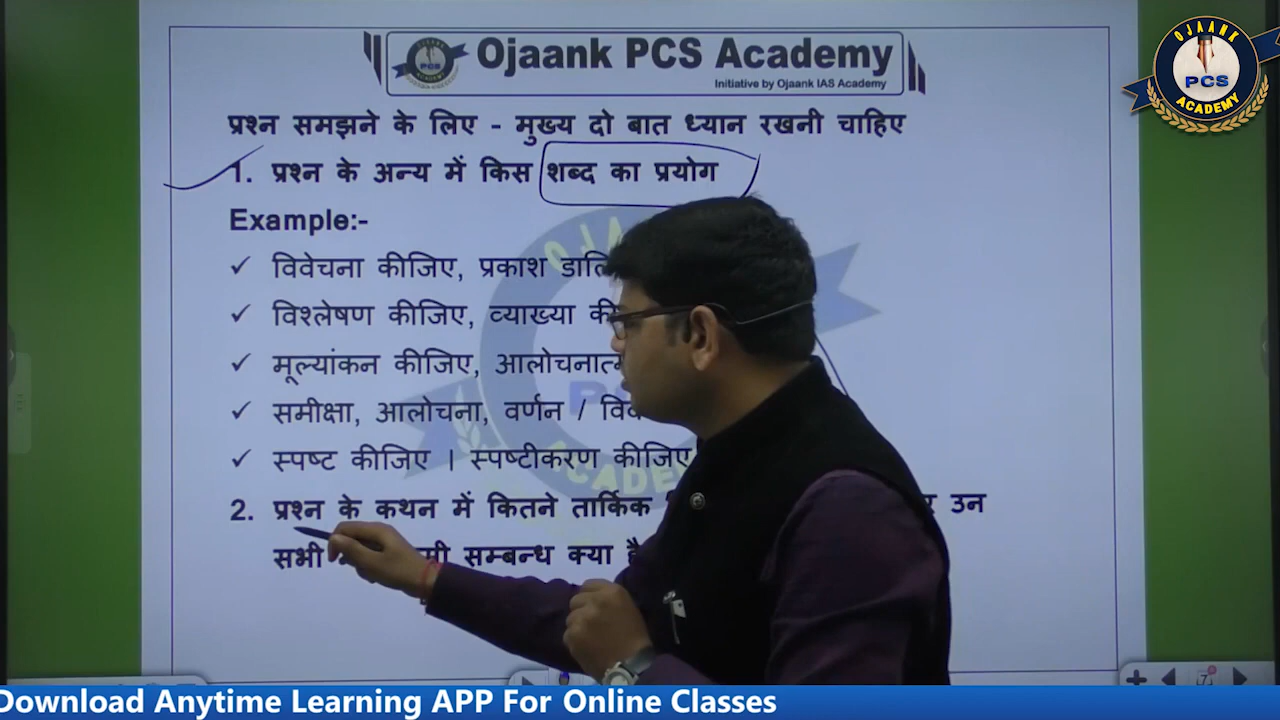 Ojaank PCS Academy
Initiative by Ojaank IAS Academy
OJAANK
PCS
ACADEMY
प्रश्न समझने के लिए - मुख्य दो बात ध्यान रखनी चाहिए
1. प्रश्न के अन्य में किस शब्द का प्रयोग
Example:-
✓ विवेचना कीजिए, प्रकाश
✓ विश्लेषण कीजिए, व्याख्या
✓ मूल्यांकन कीजिए,
✓ समीक्षा, आलोचना, वर्णन /
✓ स्पष्ट कीजिए । स्पष्टीकरण कीजिए
2. प्रश्न के कथन में कितने तार्किक उन
सभी सम्बन्ध क्या
Download Anytime Learning APP For Online Classes